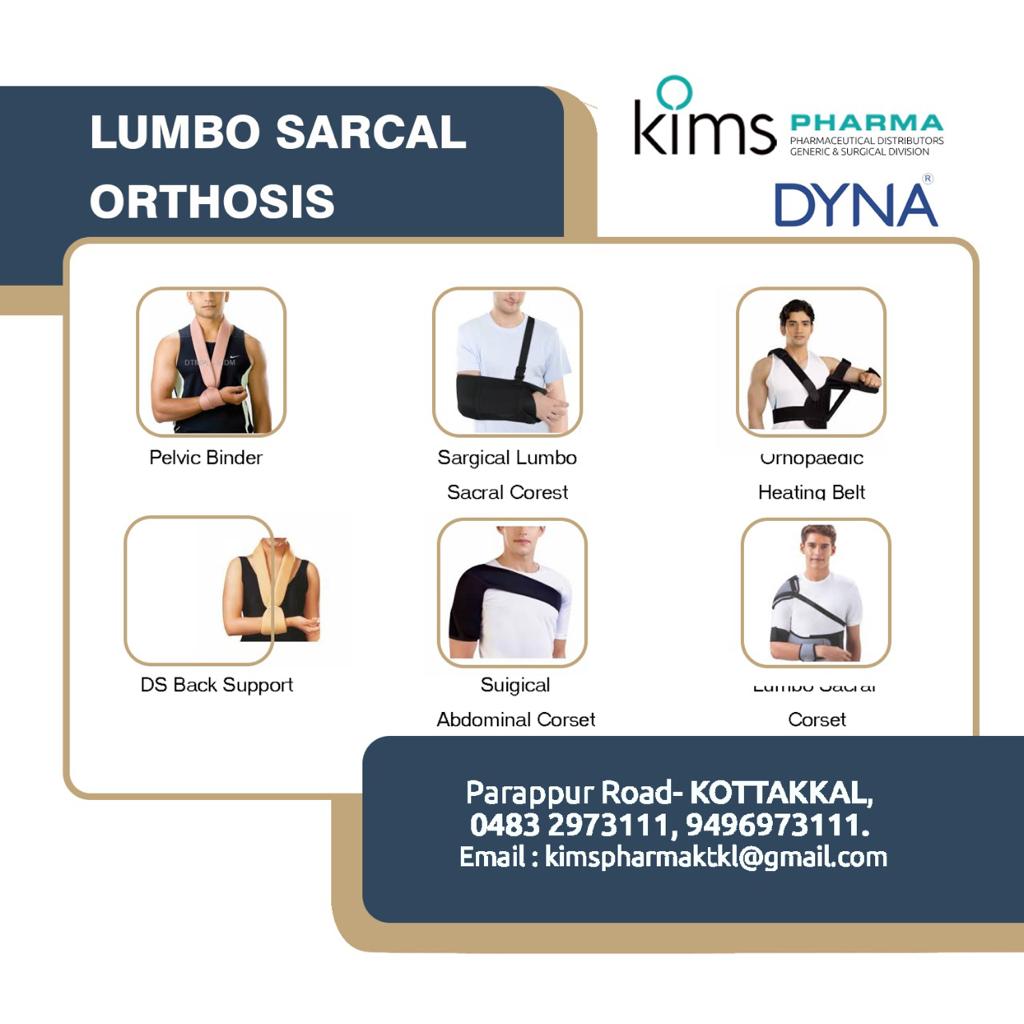 LUMBO SARCAL
ORTHOSIS
kims PHARMA
PHARMACEUTICAL DISTRIBUTORS
GENERIC & SURGICAL DIVISION
DYNA®
Pelvic Binder
Sargical Lumbo
Sacral Corest
Ornopaedic
Heating Belt
DS Back Support
Suigical
Abdominal Corset
Lumbo Sacral
Corset
Parappur Road- KOTTAKKAL,
0483 2973111, 9496973111.
Email : kimspharmaktkl@gmail.com